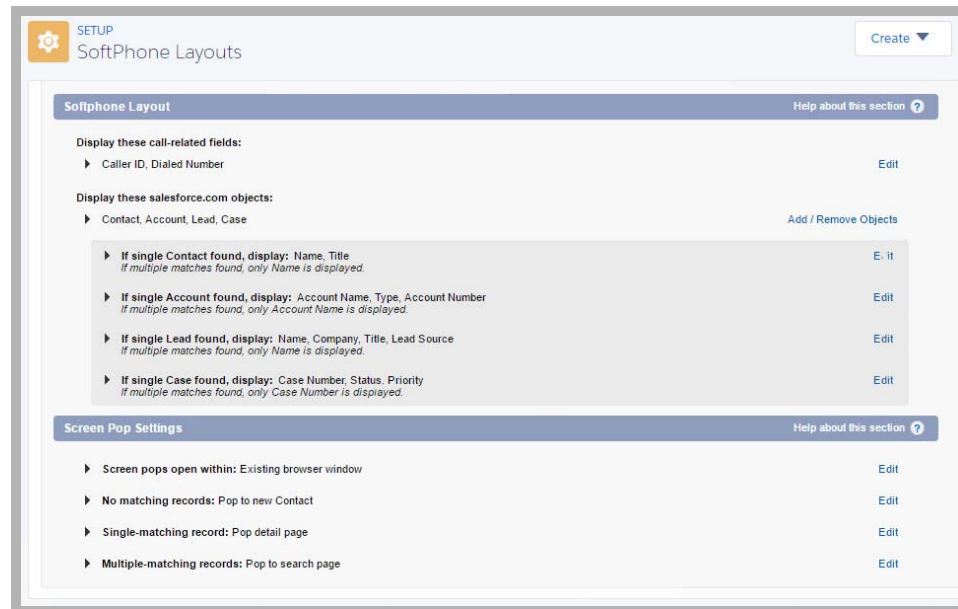 SETUP
SoftPhone Layouts
Create
Softphone Layout
Help about this section ?
Display these call-related fields:
Caller ID, Dialed Number
Edit
Display these salesforce.com objects:
Contact, Account, Lead, Case
Add / Remove Objects
If single Contact found, display: Name, Title
Edit
If multiple matches found, only Name is displayed.
If single Account found, display: Account Name, Type, Account Number
Edit
If multiple matches found, only Account Name is displayed.
If single Lead found, display: Name, Company, Title, Lead Source
Edit
If multiple matches found, only Name is displayed.
If single Case found, display: Case Number, Status. Priority
Edit
If multiple matches found, only Case Number is displayed.
Screen Pop Settings
Help about this section ?
Screen pops open within: Existing browser window
Edit
No matching records: Pop to new Contact
Edit
Single-matching record: Pop detail page
Edit
Multiple-matching records: Pop to search page
Edit